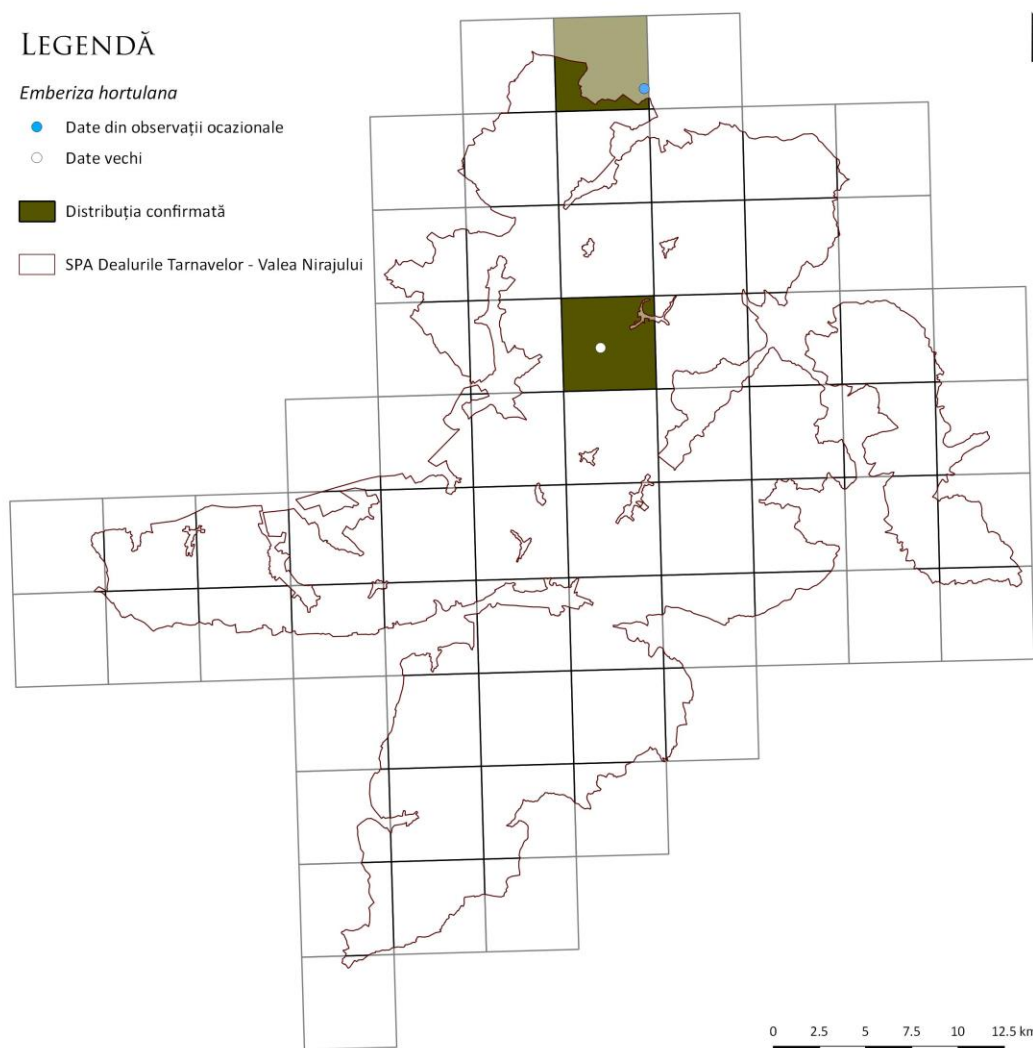 LEGENDĂ
Emberiza hortulana
Date din observații ocazionale
Date vechi
Distribuția confirmată
SPA Dealurile Tarnavelor - Valea Nirajului
0 2.5 5 7.5 10 12.5 km